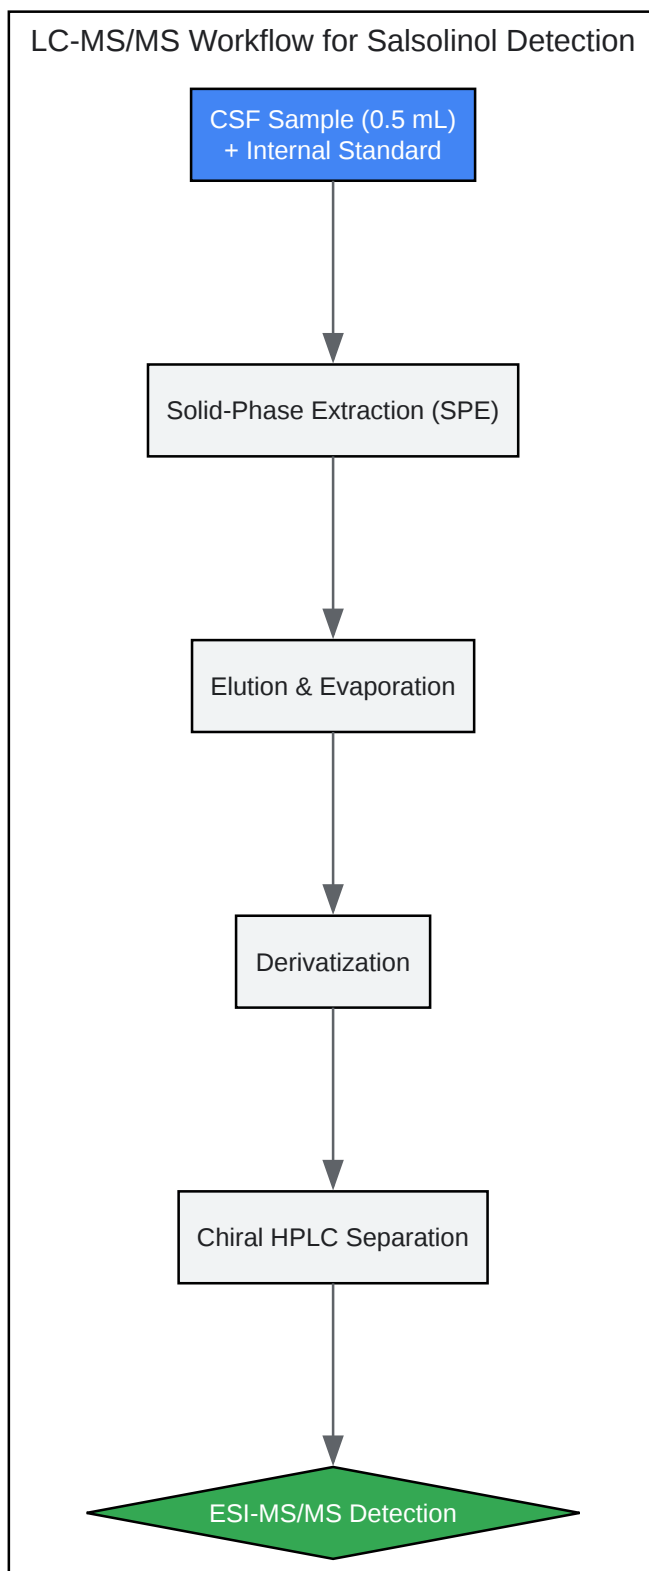 LC-MS/MS Workflow for Salsolinol Detection
CSF Sample (0.5 mL)
+ Internal Standard
Solid-Phase Extraction (SPE)
Elution & Evaporation
Derivatization
Chiral HPLC Separation
ESI-MS/MS Detection